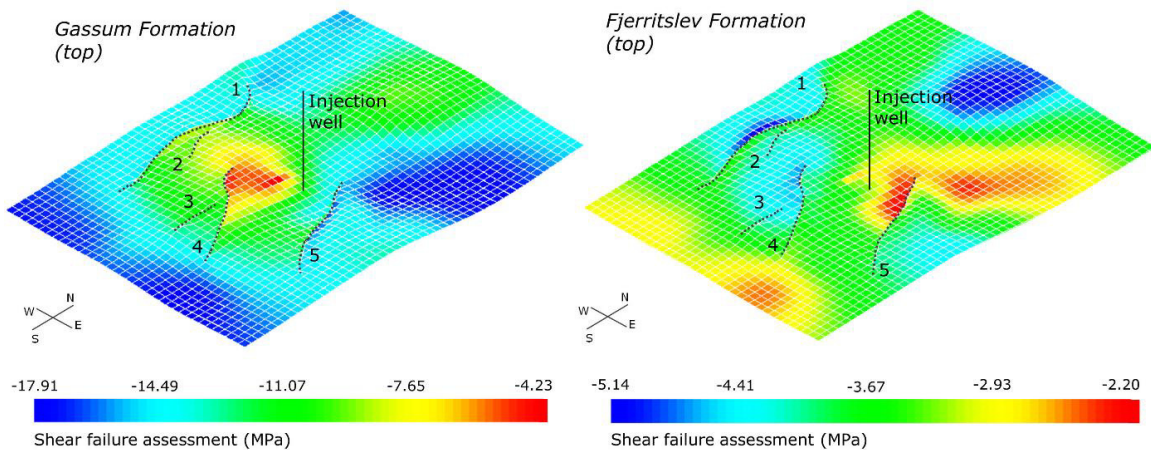 Gassum Formation
(top)
1
Injection
well
2
3
4
5
N
W
E
S
-17.91 -14.49 -11.07 -7.65 -4.23
Shear failure assessment (MPa)
Fjerritslev Formation
(top)
1
Injection
well
2
3
4
5
N
W
E
S
-5.14 -4.41 -3.67 -2.93 -2.20
Shear failure assessment (MPa)